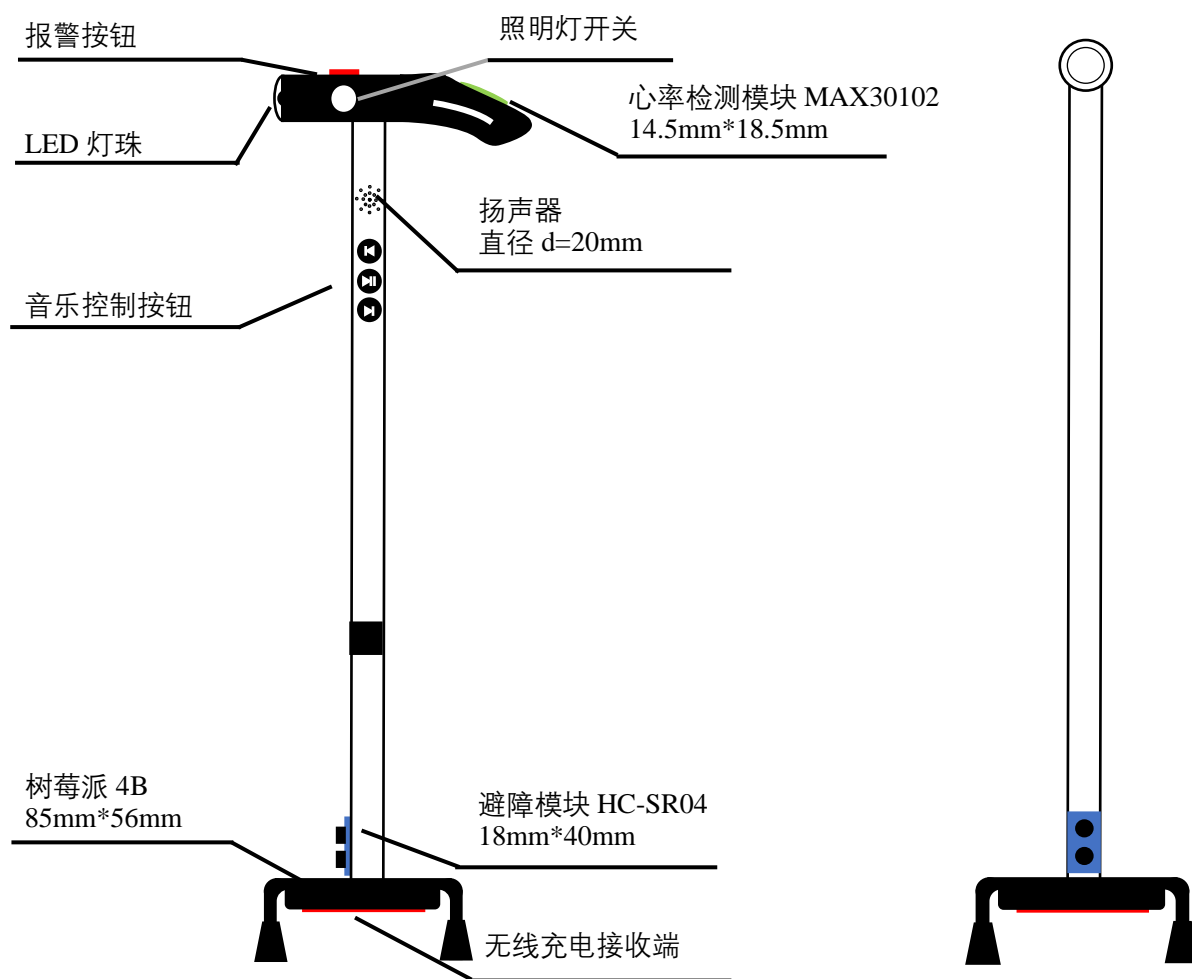 报警按钮
照明灯开关
心率检测模块 MAX30102
14.5mm*18.5mm
LED 灯珠
扬声器
直径 d=20mm
音乐控制按钮
树莓派 4B
85mm*56mm
避障模块 HC-SR04
18mm*40mm
无线充电接收端